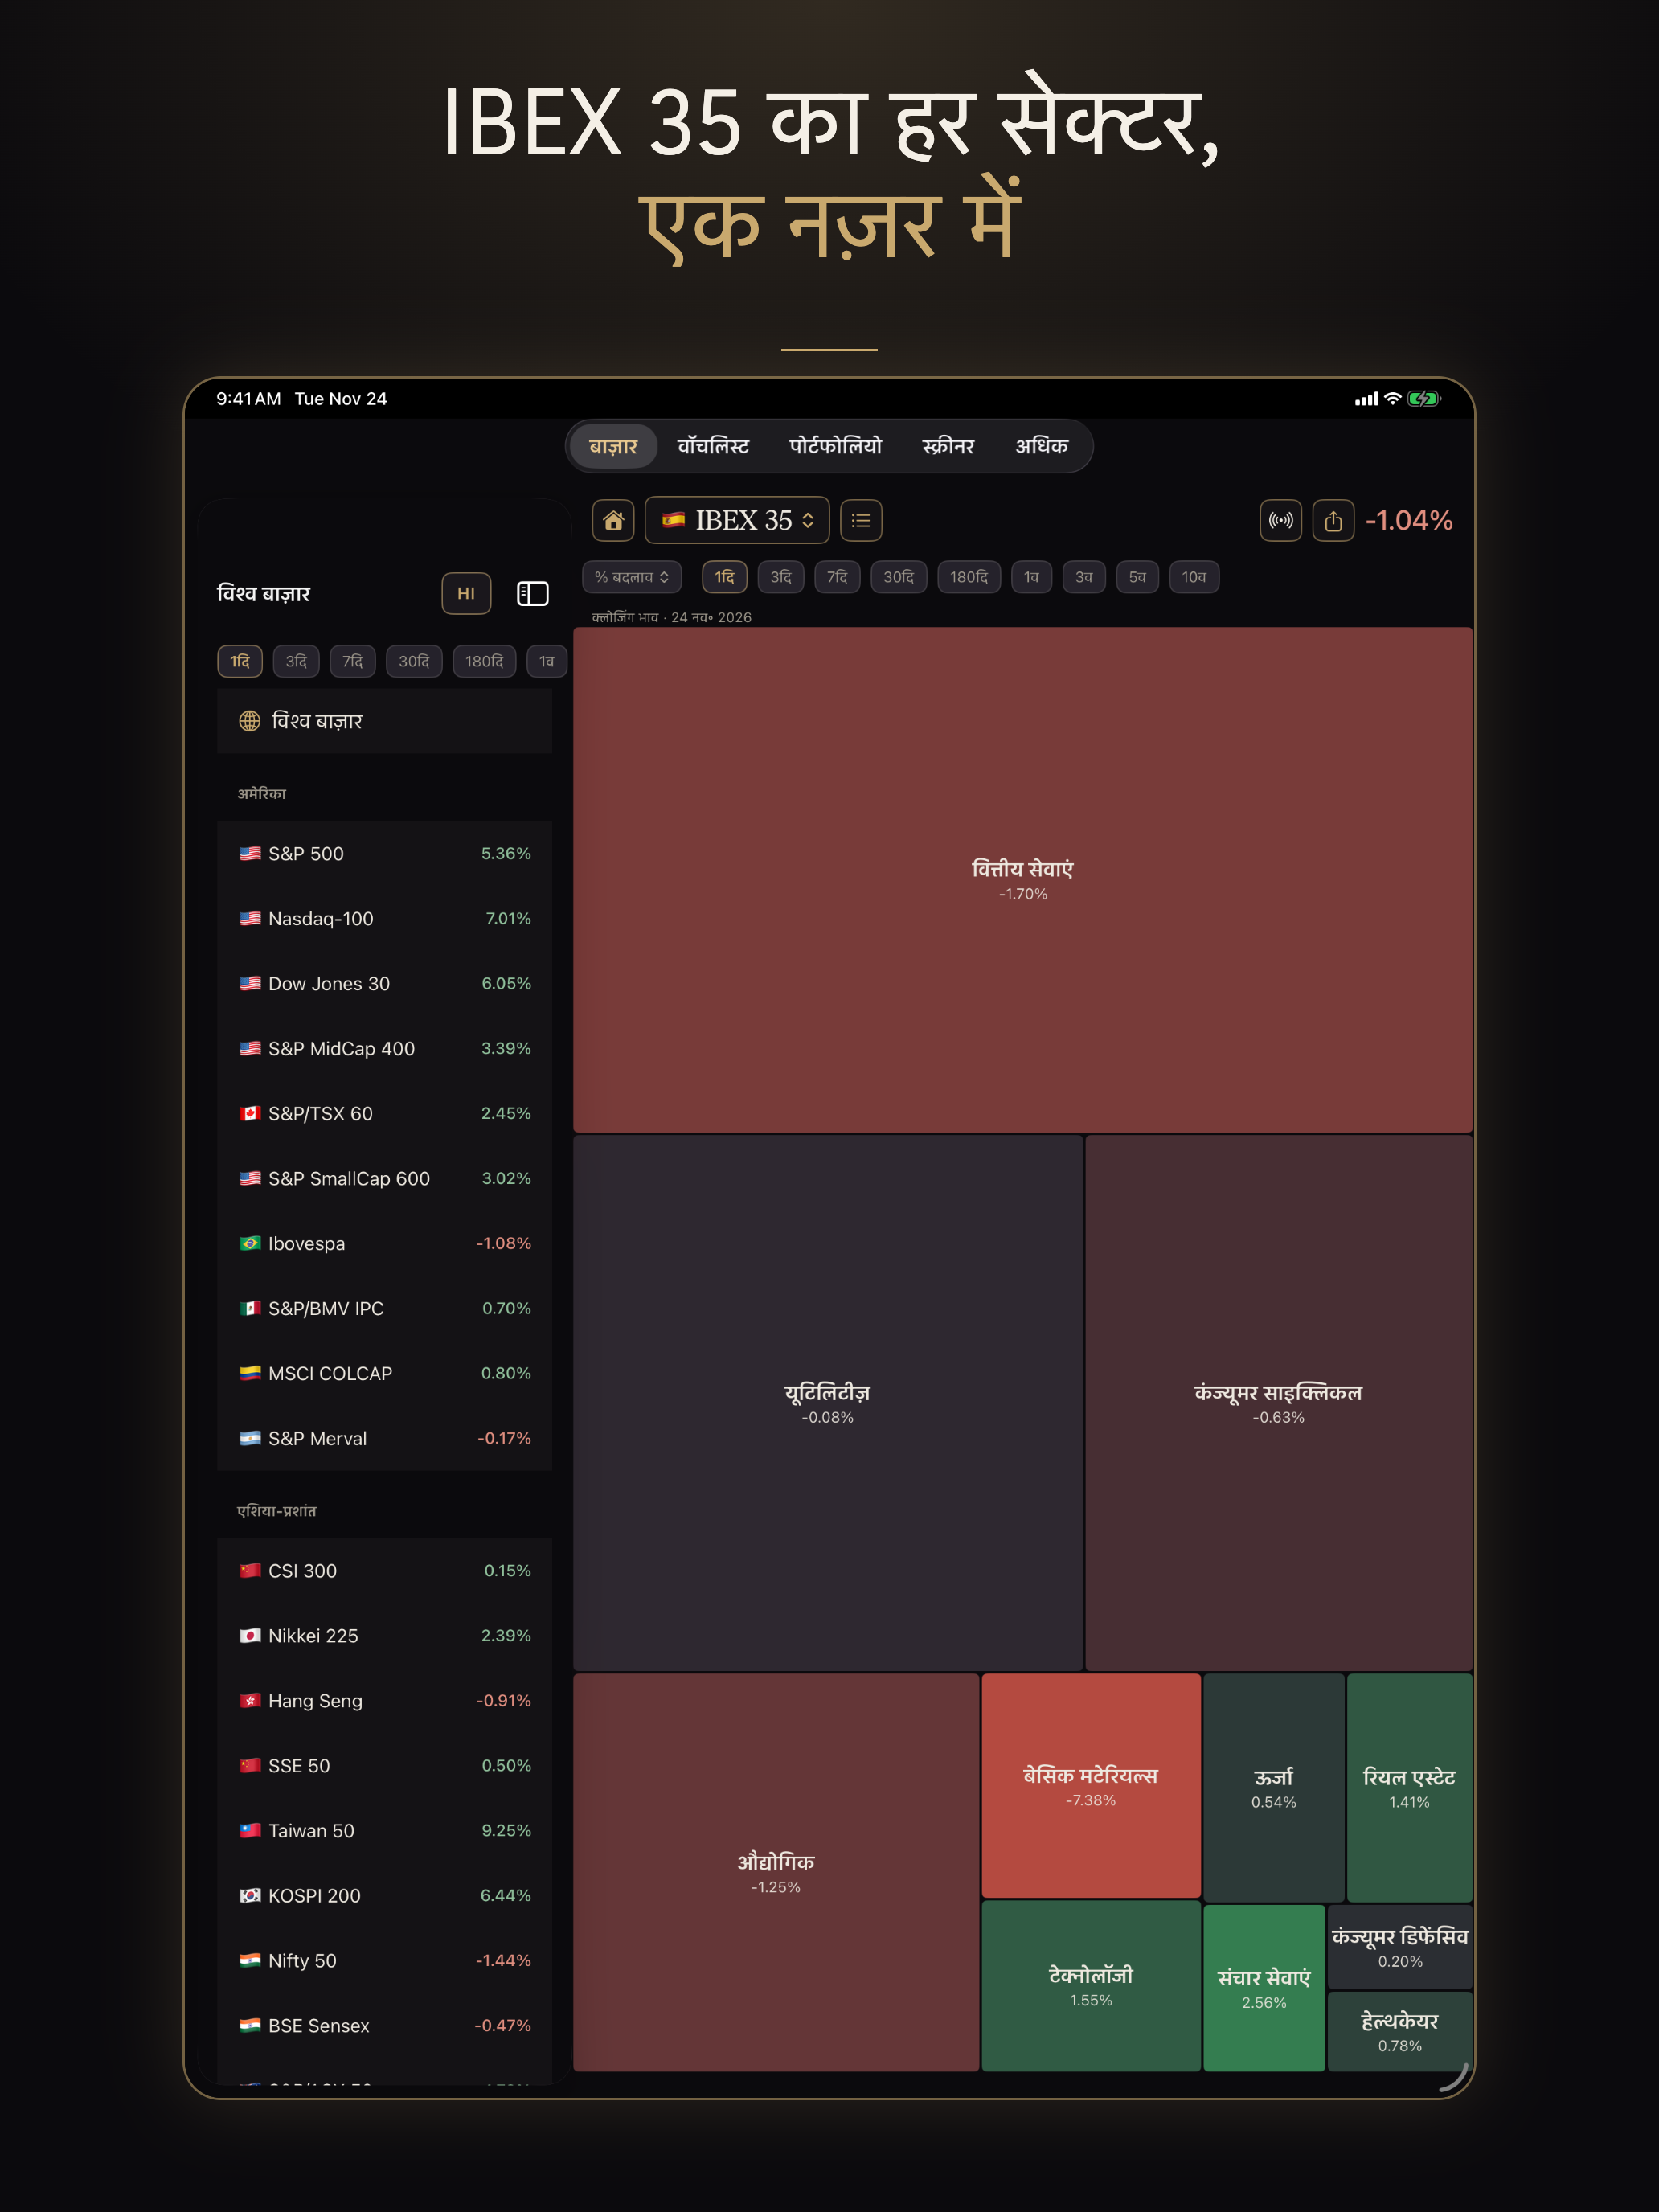 IBEX 35 का हर सेक्टर,
एक नज़र में
9:41 AM Tue Nov 24
बाज़ार वॉचलिस्ट पोर्टफोलियो स्क्रीनर अधिक
IBEX 35
-1.04%
% बदलाव 1दि 3दि 7दि 30दि 180दि 1व 3व 5व 10व
क्लोजिंग भाव · 24 नव॰ 2026
विश्व बाज़ार HI
1दि 3दि 7दि 30दि 180दि 1व
विश्व बाज़ार
अमेरिका
S&P 500 5.36%
Nasdaq-100 7.01%
Dow Jones 30 6.05%
S&P MidCap 400 3.39%
S&P/TSX 60 2.45%
S&P SmallCap 600 3.02%
Ibovespa -1.08%
S&P/BMV IPC 0.70%
MSCI COLCAP 0.80%
S&P Merval -0.17%
एशिया-प्रशांत
CSI 300 0.15%
Nikkei 225 2.39%
Hang Seng -0.91%
SSE 50 0.50%
Taiwan 50 9.25%
KOSPI 200 6.44%
Nifty 50 -1.44%
BSE Sensex -0.47%
वित्तीय सेवाएं
-1.70%
यूटिलिटीज़
-0.08%
कंज्यूमर साइक्लिकल
-0.63%
औद्योगिक
-1.25%
बेसिक मटेरियल्स
-7.38%
ऊर्जा
0.54%
रियल एस्टेट
1.41%
टेक्नोलॉजी
1.55%
संचार सेवाएं
2.56%
कंज्यूमर डिफेंसिव
0.20%
हेल्थकेयर
0.78%